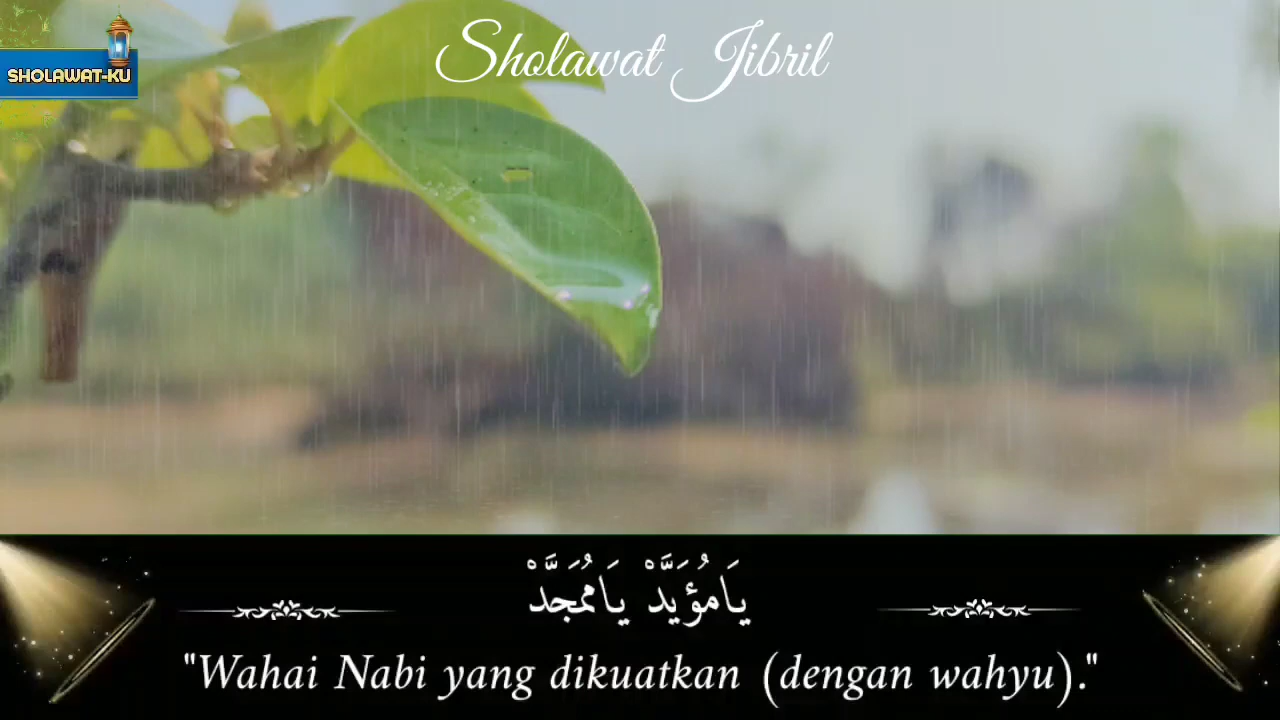 Sholawat Jibril
SHOLAWAT-KU
يَامُؤَيَّدْ يَامُمَجَّدْ
"Wahai Nabi yang dikuatkan (dengan wahyu)."